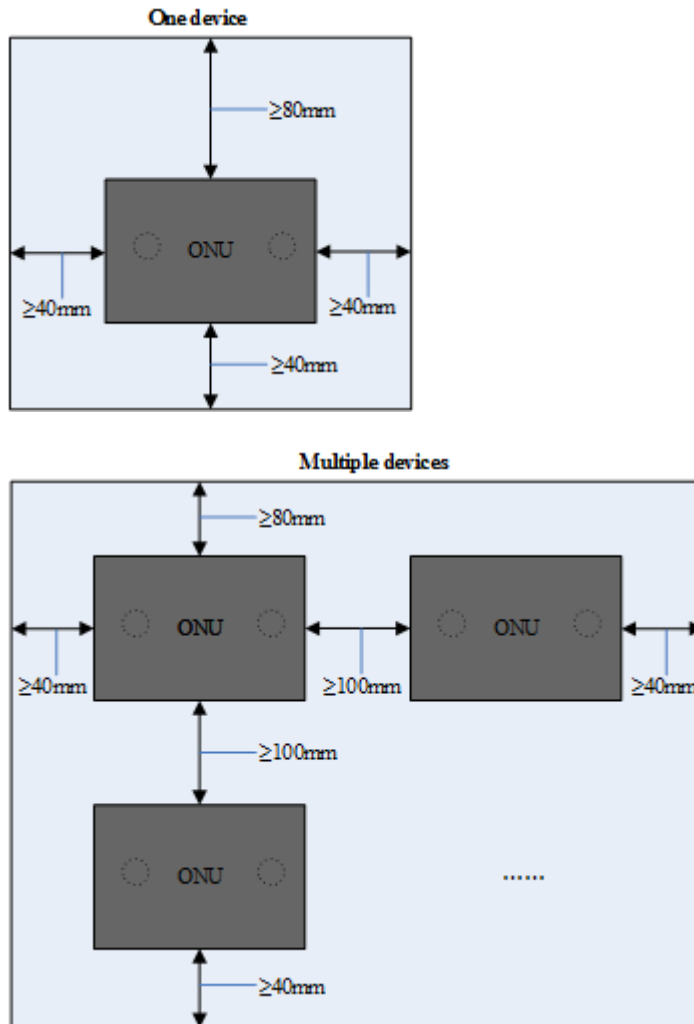 One device
≥80mm
ONU
≥40mm
≥40mm
≥40mm
Multiple devices
≥80mm
ONU
ONU
≥40mm
≥100mm
≥40mm
≥100mm
ONU
......
≥40mm